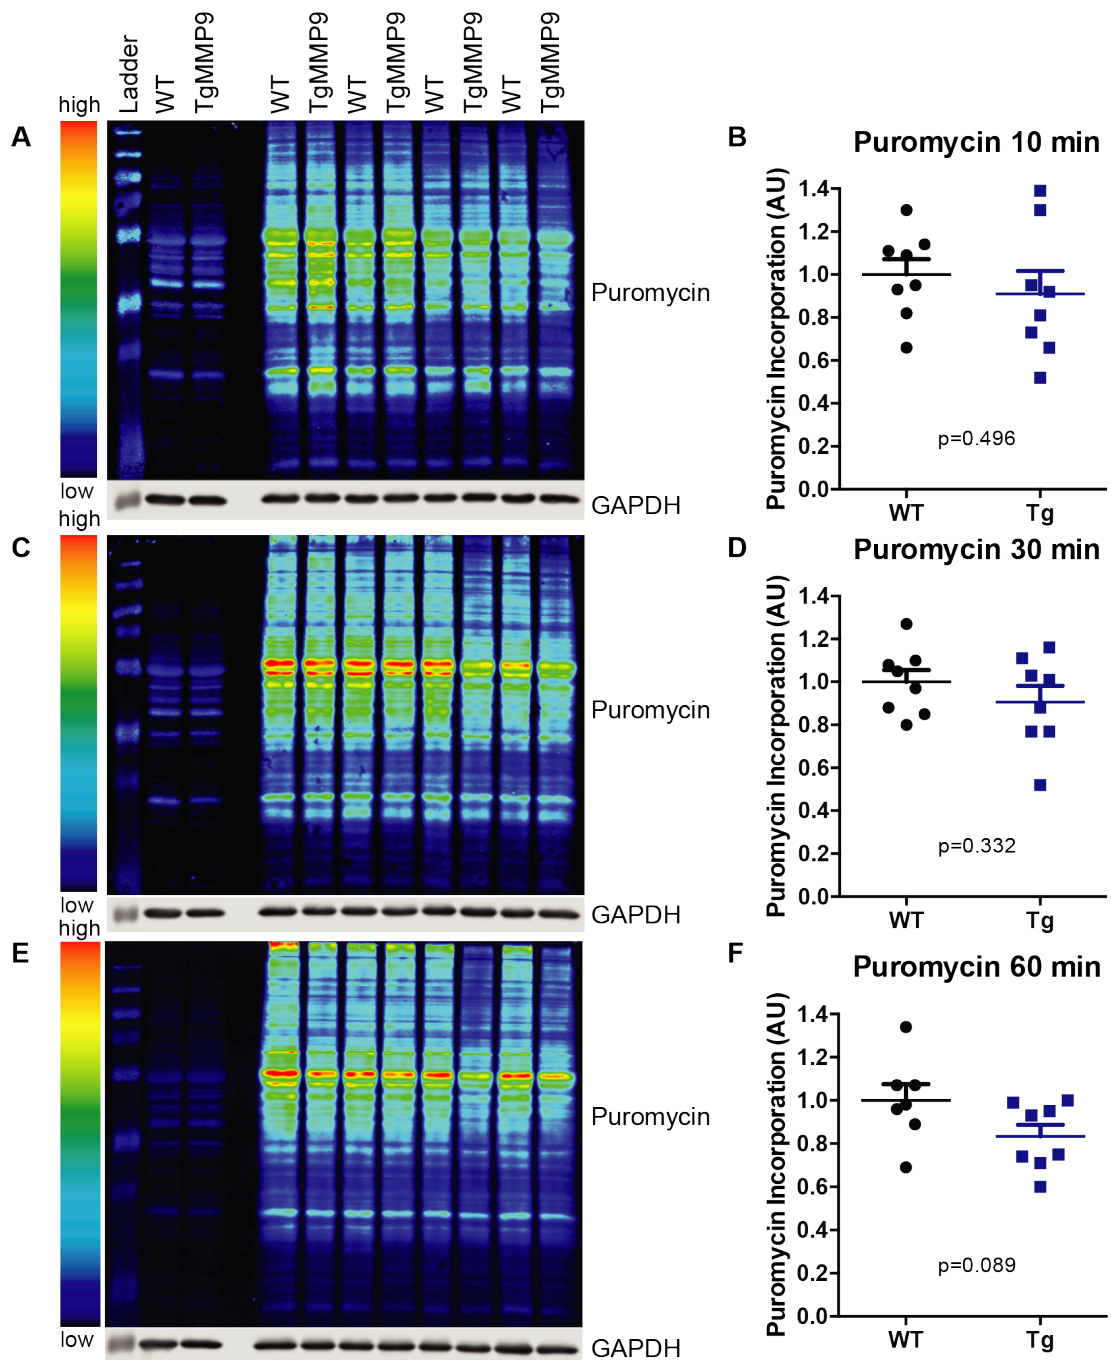 Ladder
WT
TgMMP9
WT
TgMMP9
WT
TgMMP9
WT
TgMMP9
WT
TgMMP9
high
A
Puromycin
low
GAPDH
B
Puromycin 10 min
Puromycin Incorporation (AU)
1.4
1.2
1.0
0.8
0.6
0.4
0.2
0.0
p=0.496
WT Tg
high
C
Puromycin
low
GAPDH
D
Puromycin 30 min
Puromycin Incorporation (AU)
1.4
1.2
1.0
0.8
0.6
0.4
0.2
0.0
p=0.332
WT Tg
high
E
Puromycin
low
GAPDH
F
Puromycin 60 min
Puromycin Incorporation (AU)
1.4
1.2
1.0
0.8
0.6
0.4
0.2
0.0
p=0.089
WT Tg